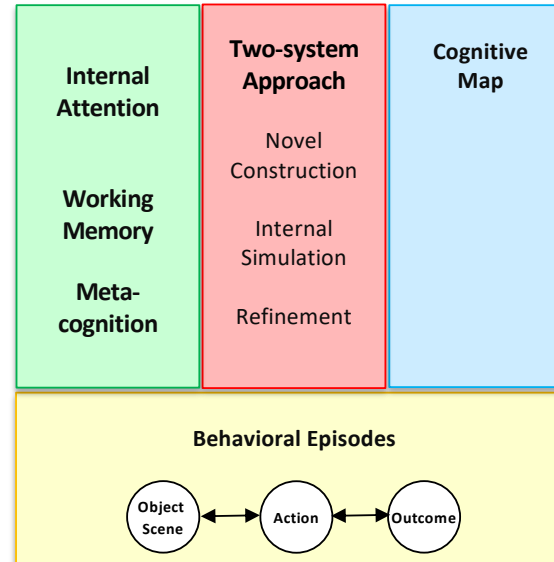 Internal
Attention
Working
Memory
Meta-
cognition
Two-system
Approach
Novel
Construction
Internal
Simulation
Refinement
Cognitive
Map
Behavioral Episodes
Object
Scene
Action
Outcome